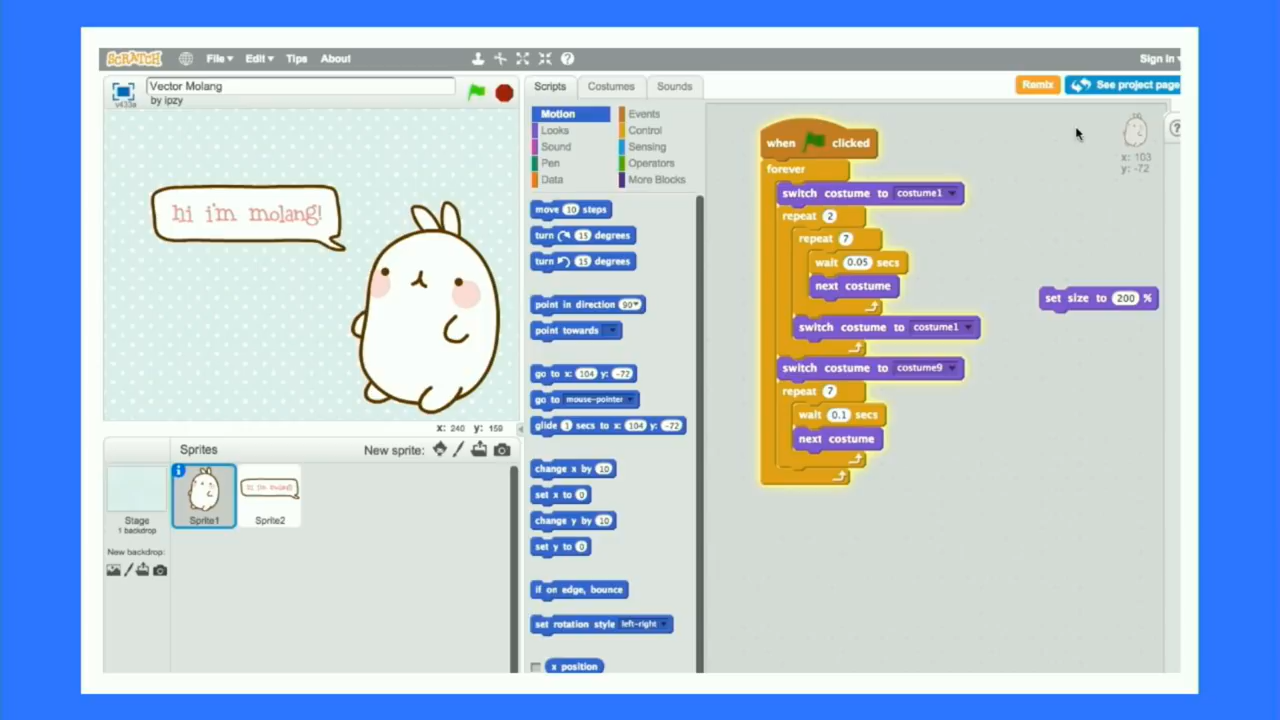 SCRATCH File Edit Tips About Sign in
Vector Molang
by ipzy
v433a
hi i'm molang!
x: 240 y: 159
Sprites New sprite:
Stage
1 backdrop
Sprite1
Sprite2
New backdrop:
Scripts Costumes Sounds
Motion Events
Looks Control
Sound Sensing
Pen Operators
Data More Blocks
move 10 steps
turn 15 degrees
turn 15 degrees
point in direction 90
point towards
go to x: 104 y: -72
go to mouse-pointer
glide 1 secs to x: 104 y: -72
change x by 10
set x to 0
change y by 10
set y to 0
if on edge, bounce
set rotation style left-right
x position
Remix See project page
x: 103
y: -72
when clicked
forever
switch costume to costume1
repeat 2
repeat 7
wait 0.05 secs
next costume
switch costume to costume1
switch costume to costume9
repeat 7
wait 0.1 secs
next costume
set size to 200 %